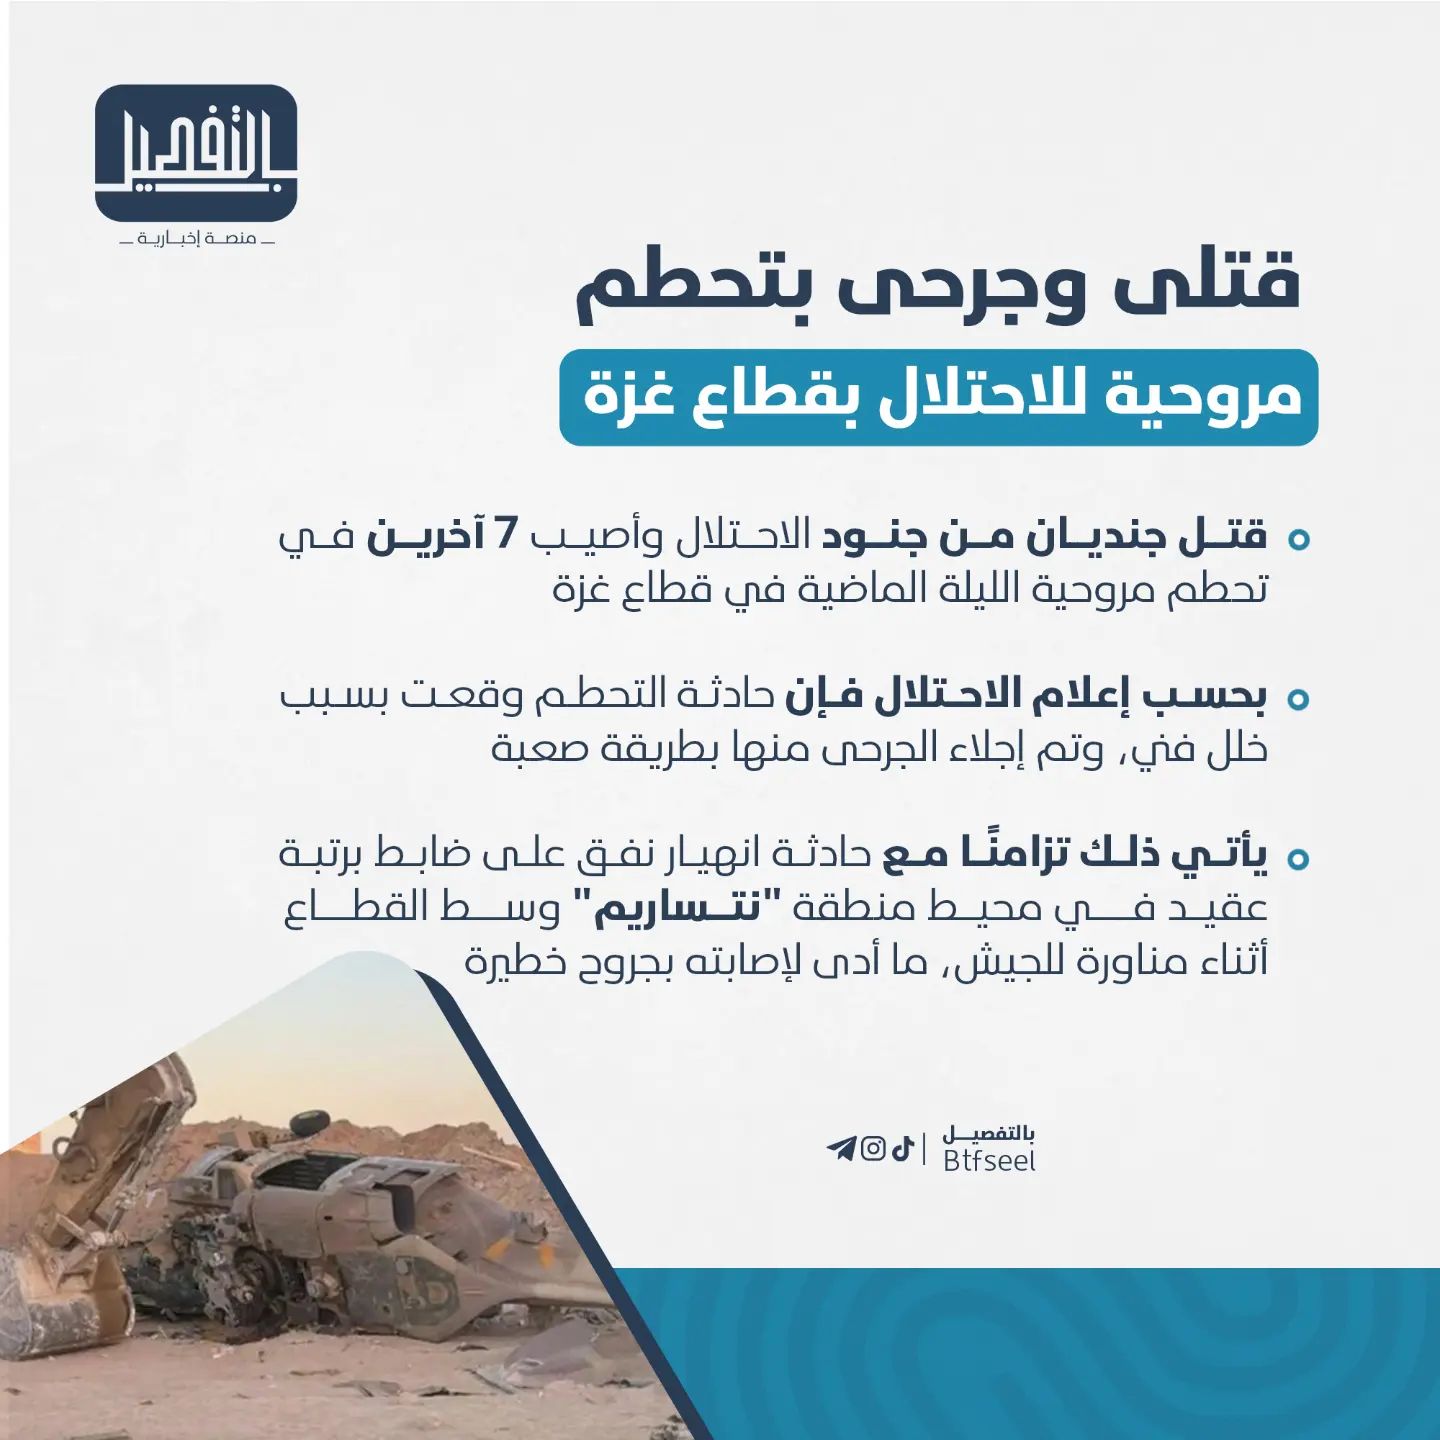 بالتفصيل
منصة إخبارية
قتلى وجرحى بتحطم
مروحية للاحتلال بقطاع غزة
قتل جنديان من جنود الاحتلال وأصيب 7 آخرين في
تحطم مروحية الليلة الماضية في قطاع غزة
بحسب إعلام الاحتلال فإن حادثة التحطم وقعت بسبب
خلل فني، وتم إجلاء الجرحى منها بطريقة صعبة
يأتي ذلك تزامنًا مع حادثة انهيار نفق على ضابط برتبة
عقيد في محيط منطقة "نتساريم" وسط القطاع
أثناء مناورة للجيش، ما أدى لإصابته بجروح خطيرة
بالتفصيل
Btfseel